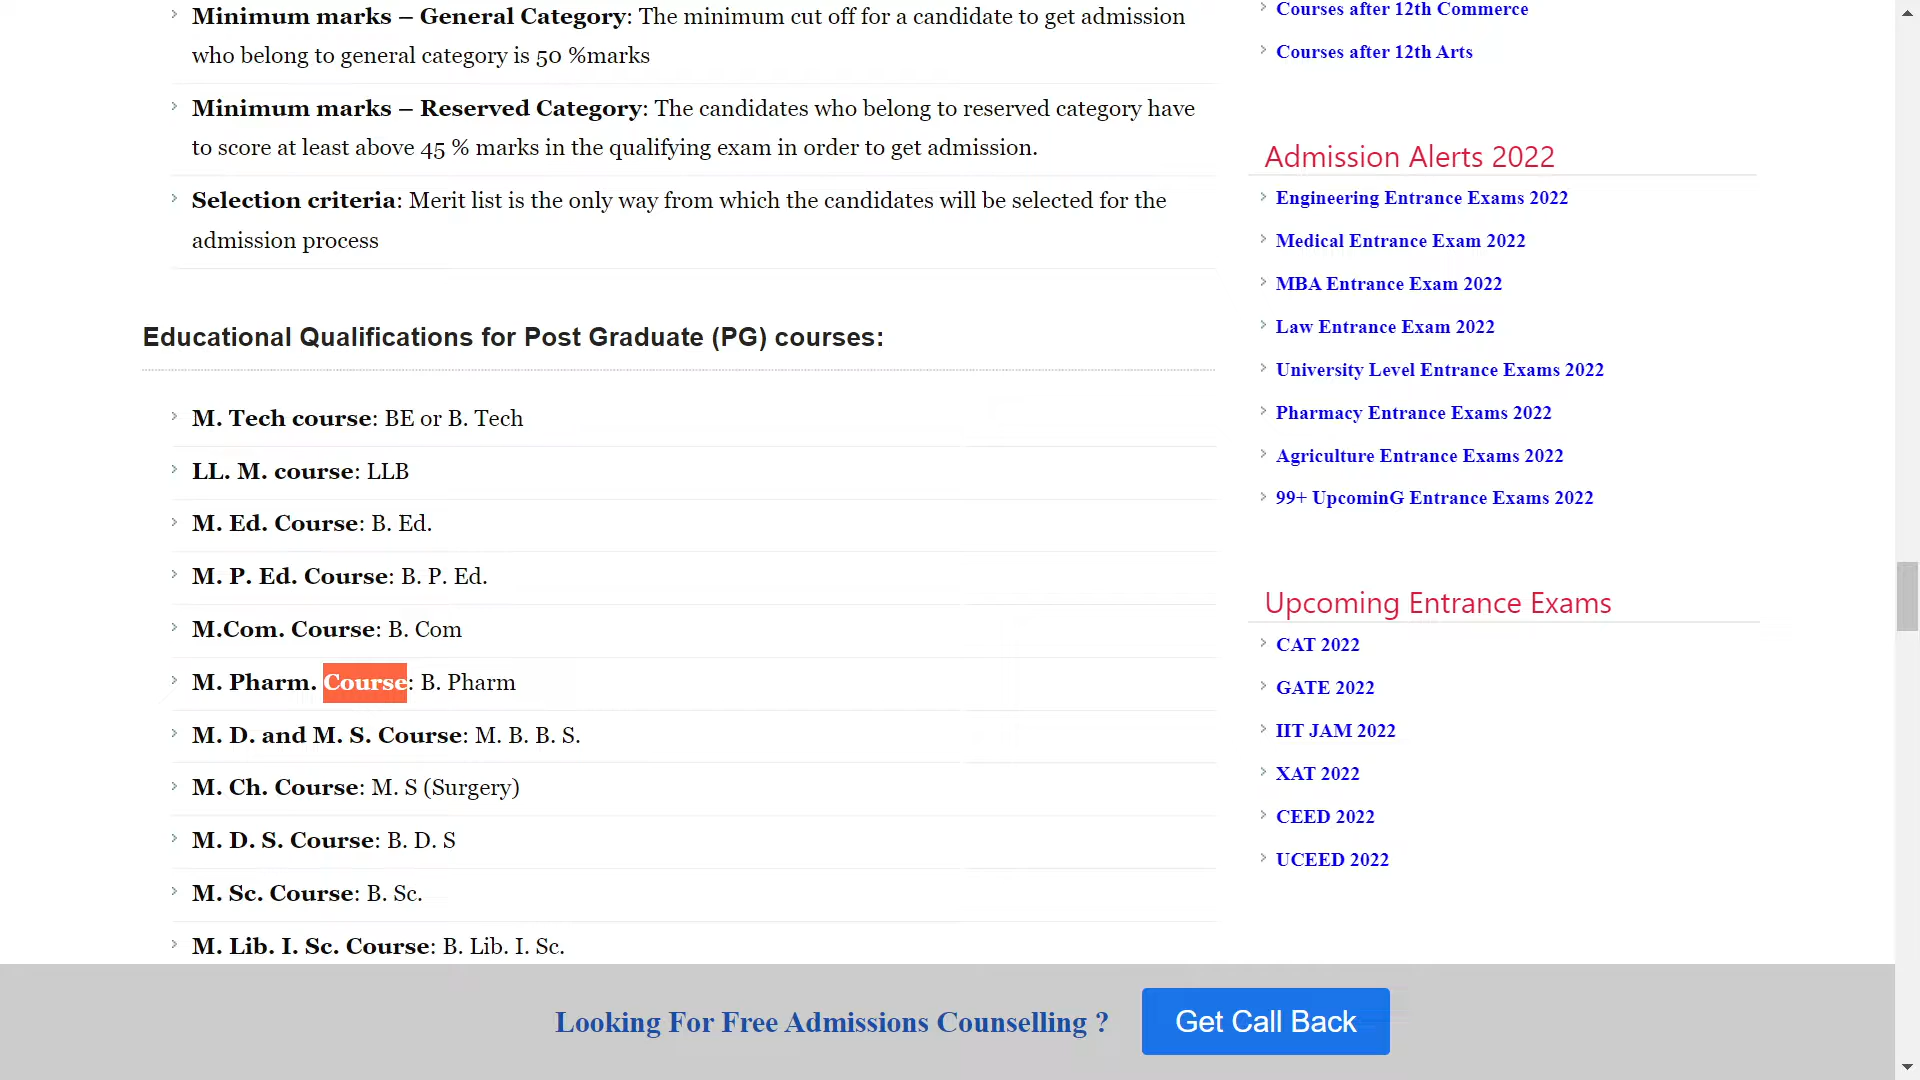 Minimum marks – General Category: The minimum cut off for a candidate to get admission
who belong to general category is 50 %marks
Minimum marks – Reserved Category: The candidates who belong to reserved category have
to score at least above 45 % marks in the qualifying exam in order to get admission.
Selection criteria: Merit list is the only way from which the candidates will be selected for the
admission process
Educational Qualifications for Post Graduate (PG) courses:
M. Tech course: BE or B. Tech
LL. M. course: LLB
M. Ed. Course: B. Ed.
M. P. Ed. Course: B. P. Ed.
M.Com. Course: B. Com
M. Pharm. Course: B. Pharm
M. D. and M. S. Course: M. B. B. S.
M. Ch. Course: M. S (Surgery)
M. D. S. Course: B. D. S
M. Sc. Course: B. Sc.
M. Lib. I. Sc. Course: B. Lib. I. Sc.
Courses after 12th Commerce
Courses after 12th Arts
Admission Alerts 2022
Engineering Entrance Exams 2022
Medical Entrance Exam 2022
MBA Entrance Exam 2022
Law Entrance Exam 2022
University Level Entrance Exams 2022
Pharmacy Entrance Exams 2022
Agriculture Entrance Exams 2022
99+ UpcominG Entrance Exams 2022
Upcoming Entrance Exams
CAT 2022
GATE 2022
IIT JAM 2022
XAT 2022
CEED 2022
UCEED 2022
Looking For Free Admissions Counselling ?
Get Call Back